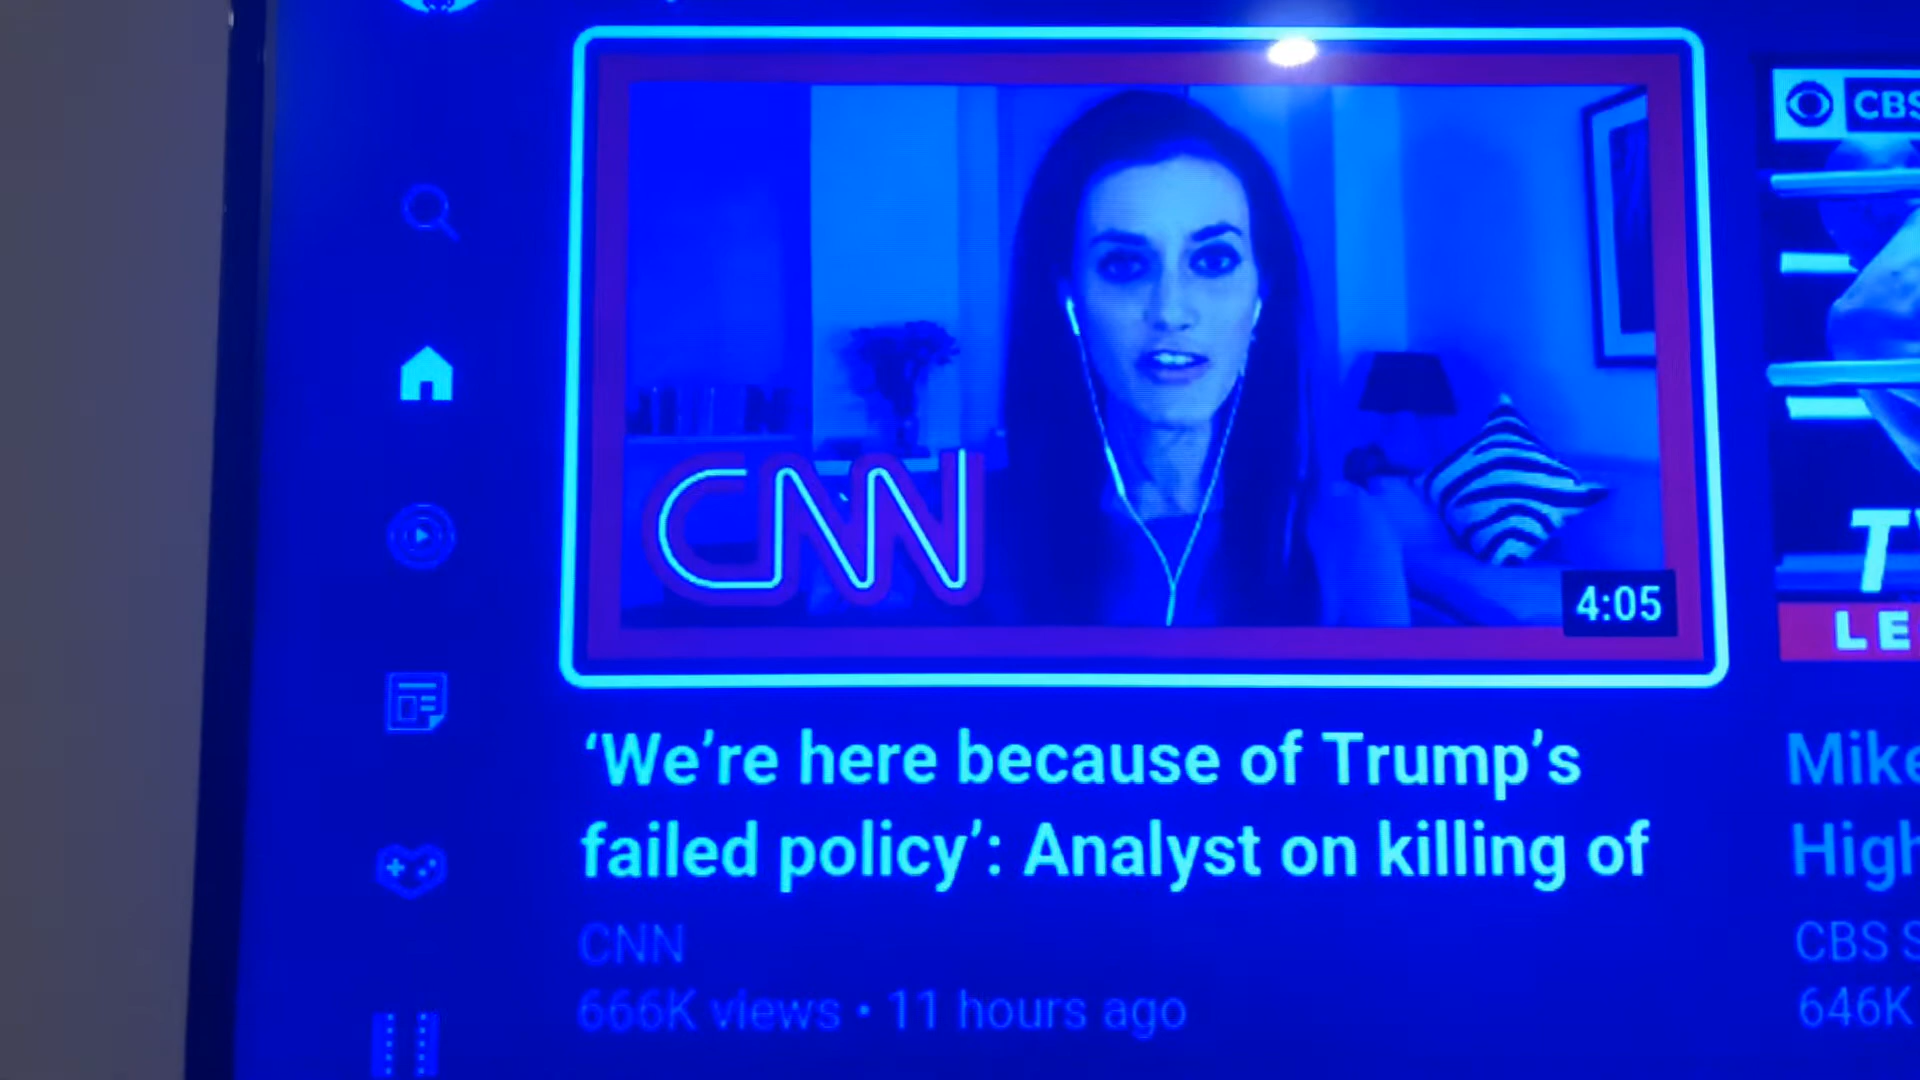 CNN
4:05
'We're here because of Trump's
failed policy': Analyst on killing of
CNN
666K views • 11 hours ago
CBS
LE
Mike
High
CBS S
646K